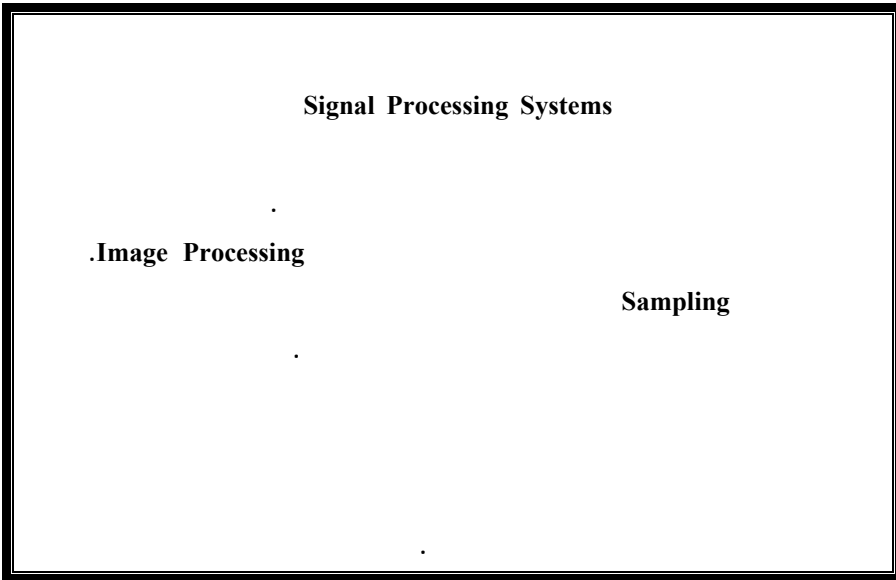 Signal Processing Systems
.
.Image Processing
Sampling
.
.